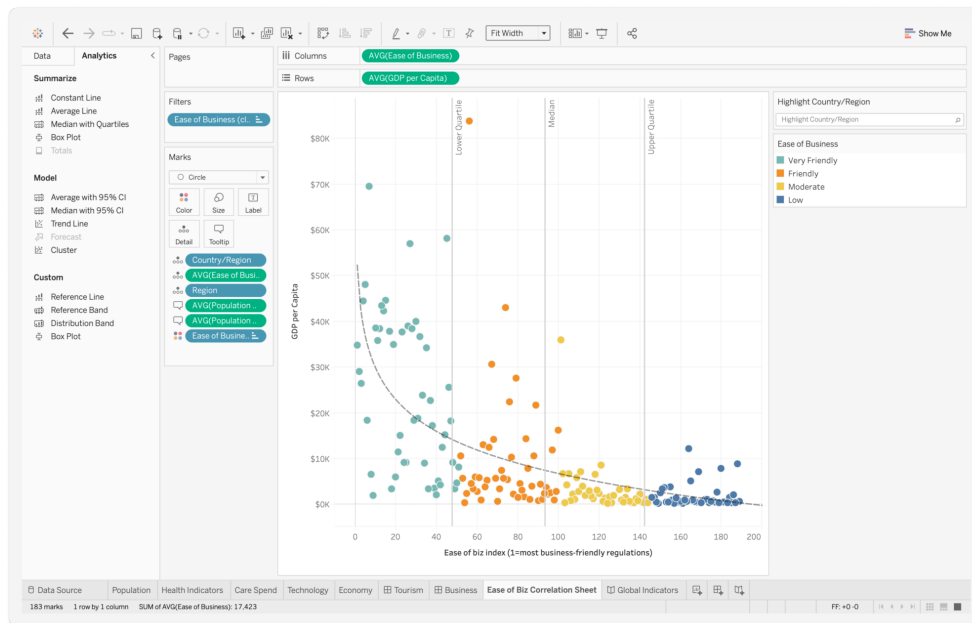 Fit Width
Show Me
Data
Analytics
Summarize
Constant Line
Average Line
Median with Quartiles
Box Plot
Totals
Model
Average with 95% CI
Median with 95% CI
Trend Line
Forecast
Cluster
Custom
Reference Line
Reference Band
Distribution Band
Box Plot
Pages
Filters
Ease of Business (cl..
Marks
Circle
Color
Size
Label
Detail
Tooltip
Country/Region
AVG(Ease of Busi..
Region
AVG(Population ..
AVG(Population ..
Ease of Busine..
Columns
AVG(Ease of Business)
Rows
AVG(GDP per Capita)
Lower Quartile
Median
Upper Quartile
GDP per Capita
$80K
$70K
$60K
$50K
$40K
$30K
$20K
$10K
$0K
0 20 40 60 80 100 120 140 160 180 200
Ease of biz index (1=most business-friendly regulations)
Highlight Country/Region
Highlight Country/Region
Ease of Business
Very Friendly
Friendly
Moderate
Low
Data Source
Population
Health Indicators
Care Spend
Technology
Economy
Tourism
Business
Ease of Biz Correlation Sheet
Global Indicators
183 marks 1 row by 1 column SUM of AVG(Ease of Business): 17,423
FF: +0 -0